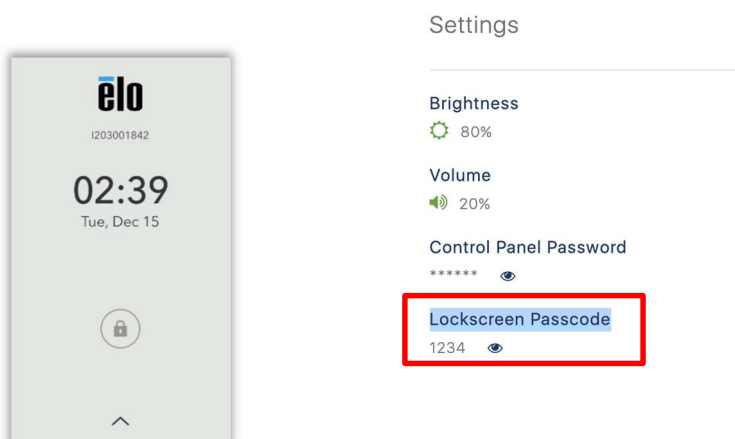 ēlo
I203001842
02:39
Tue, Dec 15
Settings
Brightness
80%
Volume
20%
Control Panel Password
******
Lockscreen Passcode
1234